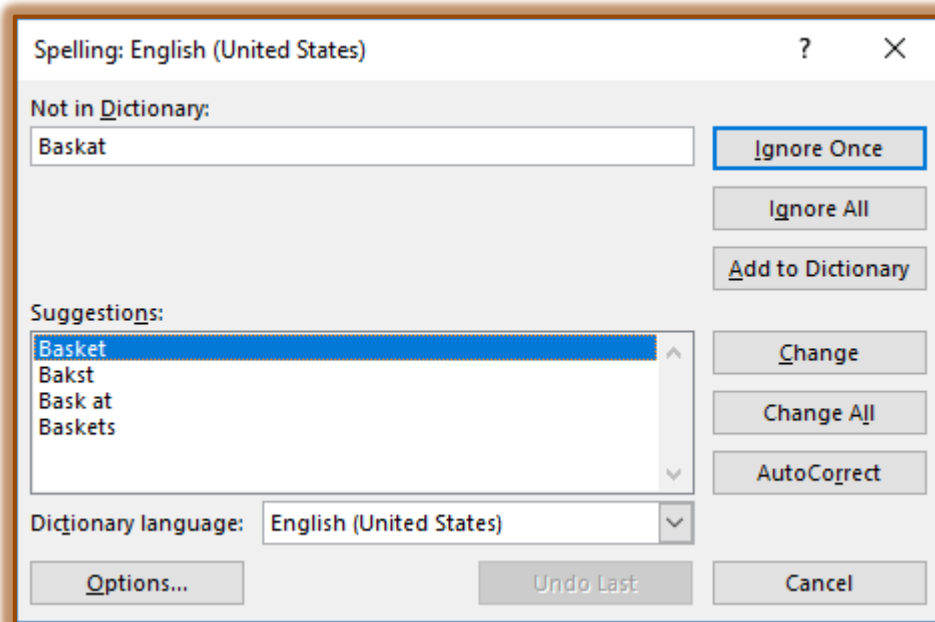 Spelling: English (United States) ?
Not in Dictionary:
Baskat
Ignore Once
Ignore All
Add to Dictionary
Suggestions:
Basket
Bakst
Bask at
Baskets
Change
Change All
AutoCorrect
Dictionary language: English (United States)
Options... Undo Last Cancel